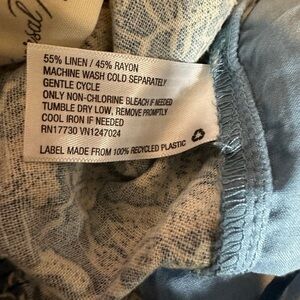 55% LINEN / 45% RAYON
MACHINE WASH COLD SEPARATELY
GENTLE CYCLE
ONLY NON-CHLORINE BLEACH IF NEEDED
TUMBLE DRY LOW, REMOVE PROMPTLY
COOL IRON IF NEEDED
RN17730 VN1247024
LABEL MADE FROM 100% RECYCLED PLASTIC